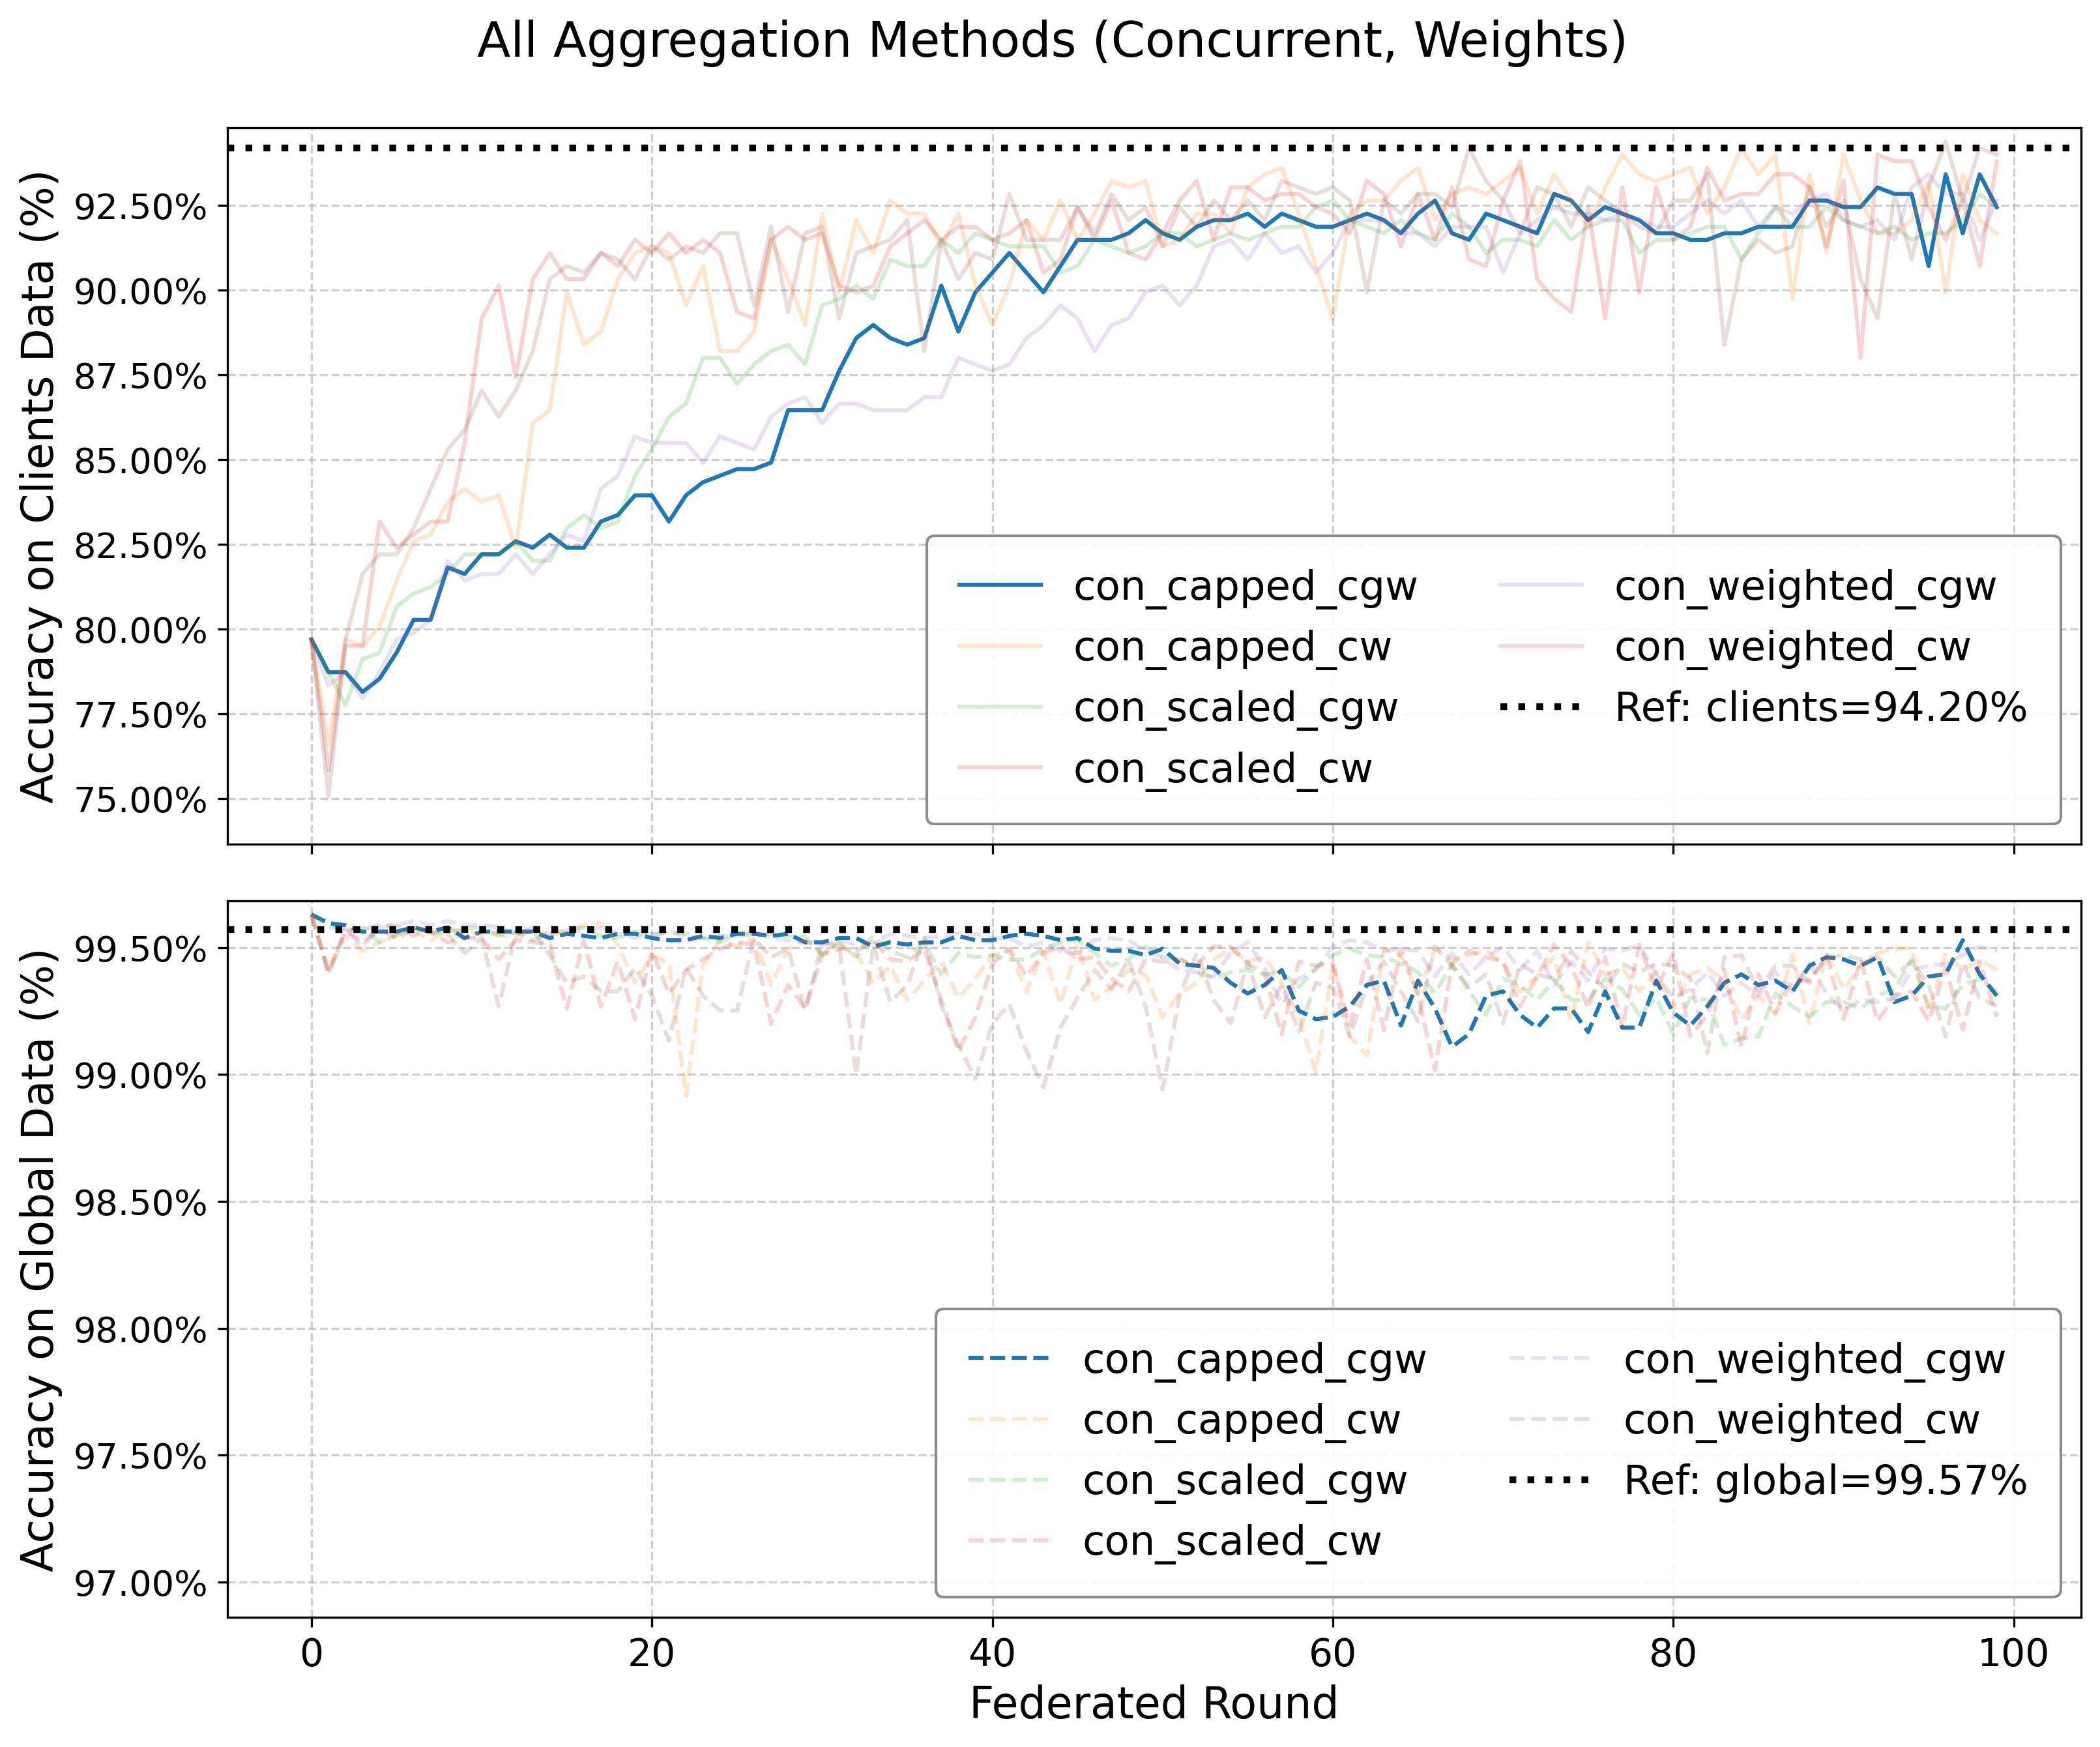 All Aggregation Methods (Concurrent, Weights)
Accuracy on Clients Data (%)
92.50%
90.00%
87.50%
85.00%
82.50%
80.00%
77.50%
75.00%
con_capped_cgw
con_capped_cw
con_scaled_cgw
con_scaled_cw
con_weighted_cgw
con_weighted_cw
Ref: clients=94.20%
Accuracy on Global Data (%)
99.50%
99.00%
98.50%
98.00%
97.50%
97.00%
con_capped_cgw
con_capped_cw
con_scaled_cgw
con_scaled_cw
con_weighted_cgw
con_weighted_cw
Ref: global=99.57%
0 20 40 60 80 100
Federated Round